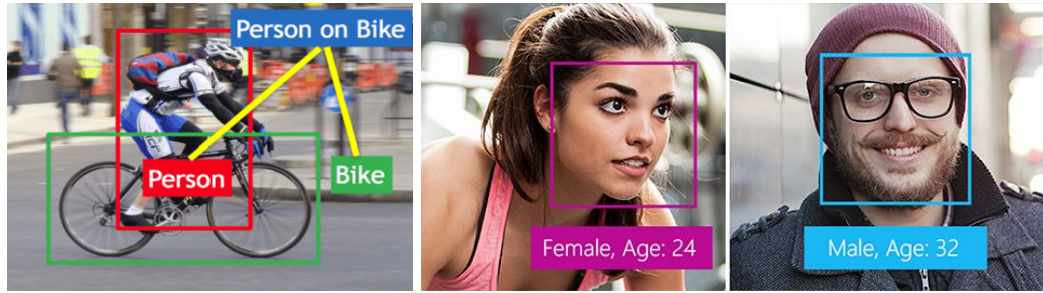 Person on Bike
Person
Bike
Female, Age: 24
Male, Age: 32